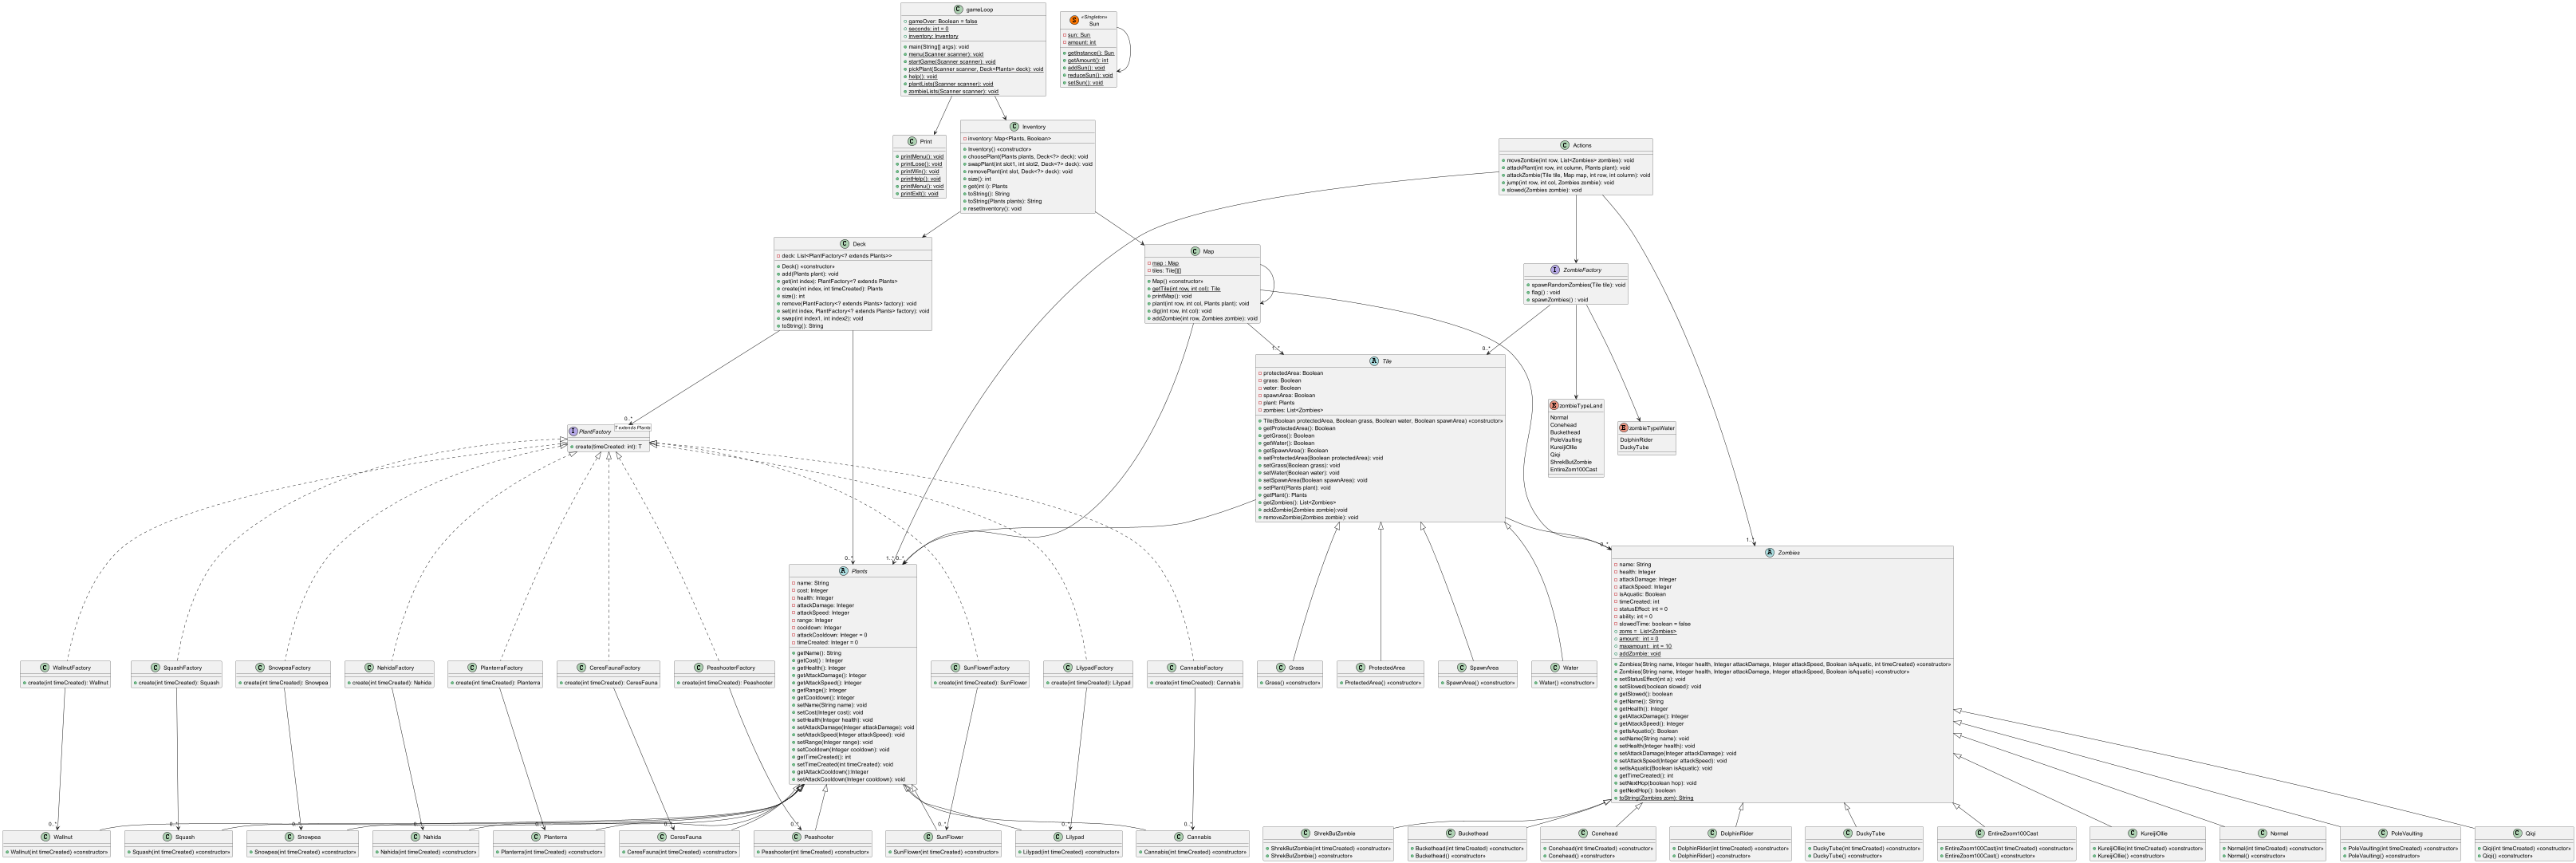 gameLoop
gameOver: Boolean = false
seconds: int = 0
inventory: Inventory
main(String[] args): void
menu(Scanner scanner): void
startGame(Scanner scanner): void
pickPlant(Scanner scanner, Deck<Plants> deck): void
help(): void
plantLists(Scanner scanner): void
zombieLists(Scanner scanner): void
«Singleton»
Sun
sun: Sun
amount: int
getInstance(): Sun
getAmount(): int
addSun(): void
reduceSun(): void
setSun(): void
Print
printMenu(): void
printLose(): void
printWin(): void
printHelp(): void
printMenu(): void
printExit(): void
Inventory
inventory: Map<Plants, Boolean>
Inventory() «constructor»
choosePlant(Plants plants, Deck<?> deck): void
swapPlant(int slot1, int slot2, Deck<?> deck): void
removePlant(int slot, Deck<?> deck): void
size(): int
get(int i): Plants
toString(): String
toString(Plants plants): String
resetInventory(): void
Actions
moveZombie(int row, List<Zombies> zombies): void
attackPlant(int row, int column, Plants plant): void
attackZombie(Tile tile, Map map, int row, int column): void
jump(int row, int col, Zombies zombie): void
slowed(Zombies zombie): void
Deck
deck: List<PlantFactory<? extends Plants>>
Deck() «constructor»
add(Plants plant): void
get(int index): PlantFactory<? extends Plants>
create(int index, int timeCreated): Plants
size(): int
remove(PlantFactory<? extends Plants> factory): void
set(int index, PlantFactory<? extends Plants> factory): void
swap(int index1, int index2): void
toString(): String
Map
map : Map
tiles: Tile[][]
Map() «constructor»
getTile(int row, int col): Tile
printMap(): void
plant(int row, int col, Plants plant): void
dig(int row, int col): void
addZombie(int row, Zombies zombie): void
ZombieFactory
spawnRandomZombies(Tile tile): void
flag() : void
spawnZombies() : void
1..*
0..*
Tile
protectedArea: Boolean
grass: Boolean
water: Boolean
spawnArea: Boolean
plant: Plants
zombies: List<Zombies>
Tile(Boolean protectedArea, Boolean grass, Boolean water, Boolean spawnArea) «constructor»
getProtectedArea(): Boolean
getGrass(): Boolean
getWater(): Boolean
getSpawnArea(): Boolean
setProtectedArea(Boolean protectedArea): void
setGrass(Boolean grass): void
setWater(Boolean water): void
setSpawnArea(Boolean spawnArea): void
setPlant(Plants plant): void
getPlant(): Plants
getZombies(): List<Zombies>
addZombie(Zombies zombie):void
removeZombie(Zombies zombie): void
zombieTypeLand
Normal
Conehead
Buckethead
PoleVaulting
KureijiOllie
Qiqi
ShrekButZombie
EntireZom100Cast
zombieTypeWater
DolphinRider
DuckyTube
0..*
PlantFactory
T extends Plants
create(timeCreated: int): T
0..*
1..*
0..*
0..*
1..*
Plants
name: String
cost: Integer
health: Integer
attackDamage: Integer
attackSpeed: Integer
range: Integer
cooldown: Integer
attackCooldown: Integer = 0
timeCreated: Integer = 0
getName(): String
getCost() : Integer
getHealth(): Integer
getAttackDamage(): Integer
getAttackSpeed(): Integer
getRange(): Integer
getCooldown(): Integer
setName(String name): void
setCost(Integer cost): void
setHealth(Integer health): void
setAttackDamage(Integer attackDamage): void
setAttackSpeed(Integer attackSpeed): void
setRange(Integer range): void
setCooldown(Integer cooldown): void
getTimeCreated(): int
setTimeCreated(int timeCreated): void
getAttackCooldown():Integer
setAttackCooldown(Integer cooldown): void
Zombies
name: String
health: Integer
attackDamage: Integer
attackSpeed: Integer
isAquatic: Boolean
timeCreated: int
statusEffect: int = 0
ability: int = 0
slowedTime: boolean = false
zoms = List<Zombies>
amount: int = 0
maxamount: int = 10
addZombie: void
Zombies(String name, Integer health, Integer attackDamage, Integer attackSpeed, Boolean isAquatic, int timeCreated) «constructor»
Zombies(String name, Integer health, Integer attackDamage, Integer attackSpeed, Boolean isAquatic) «constructor»
setStatusEffect(int a): void
setSlowed(boolean slowed): void
getSlowed(): boolean
getName(): String
getHealth(): Integer
getAttackDamage(): Integer
getAttackSpeed(): Integer
getIsAquatic(): Boolean
setName(String name): void
setHealth(Integer health): void
setAttackDamage(Integer attackDamage): void
setAttackSpeed(Integer attackSpeed): void
setIsAquatic(Boolean isAquatic): void
getTimeCreated(): int
setNextHop(boolean hop): void
getNextHop(): boolean
toString(Zombies zom): String
WallnutFactory
create(int timeCreated): Wallnut
SquashFactory
create(int timeCreated): Squash
SnowpeaFactory
create(int timeCreated): Snowpea
NahidaFactory
create(int timeCreated): Nahida
PlanterraFactory
create(int timeCreated): Planterra
CeresFaunaFactory
create(int timeCreated): CeresFauna
PeashooterFactory
create(int timeCreated): Peashooter
SunFlowerFactory
create(int timeCreated): SunFlower
LilypadFactory
create(int timeCreated): Lilypad
CannabisFactory
create(int timeCreated): Cannabis
Grass
Grass() «constructor»
ProtectedArea
ProtectedArea() «constructor»
SpawnArea
SpawnArea() «constructor»
Water
Water() «constructor»
0..*
0..*
0..*
0..*
0..*
0..*
0..*
0..*
0..*
0..*
Wallnut
Wallnut(int timeCreated) «constructor»
Squash
Squash(int timeCreated) «constructor»
Snowpea
Snowpea(int timeCreated) «constructor»
Nahida
Nahida(int timeCreated) «constructor»
Planterra
Planterra(int timeCreated) «constructor»
CeresFauna
CeresFauna(int timeCreated) «constructor»
Peashooter
Peashooter(int timeCreated) «constructor»
SunFlower
SunFlower(int timeCreated) «constructor»
Lilypad
Lilypad(int timeCreated) «constructor»
Cannabis
Cannabis(int timeCreated) «constructor»
ShrekButZombie
ShrekButZombie(int timeCreated) «constructor»
ShrekButZombie() «constructor»
Buckethead
Buckethead(int timeCreated) «constructor»
Buckethead() «constructor»
Conehead
Conehead(int timeCreated) «constructor»
Conehead() «constructor»
DolphinRider
DolphinRider(int timeCreated) «constructor»
DolphinRider() «constructor»
DuckyTube
DuckyTube(int timeCreated) «constructor»
DuckyTube() «constructor»
EntireZoom100Cast
EntireZoom100Cast(int timeCreated) «constructor»
EntireZoom100Cast() «constructor»
KureijiOllie
KureijiOllie(int timeCreated) «constructor»
KureijiOllie() «constructor»
Normal
Normal(int timeCreated) «constructor»
Normal() «constructor»
PoleVaulting
PoleVaulting(int timeCreated) «constructor»
PoleVaulting() «constructor»
Qiqi
Qiqi(int timeCreated) «constructor»
Qiqi() «constructor»